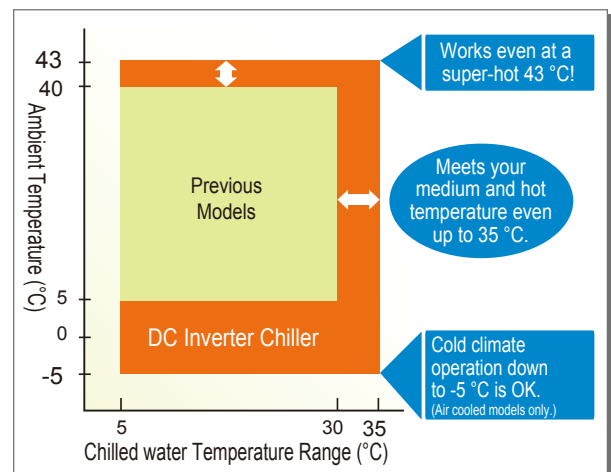 43
40
5
0
-5
Ambient Temperature (°C)
Previous
Models
DC Inverter Chiller
5
30
35
Chilled water Temperature Range (°C)
Works even at a
super-hot 43 °C!
Meets your
medium and hot
temperature even
up to 35 °C.
Cold climate
operation down
to -5 °C is OK.
(Air cooled models only.)